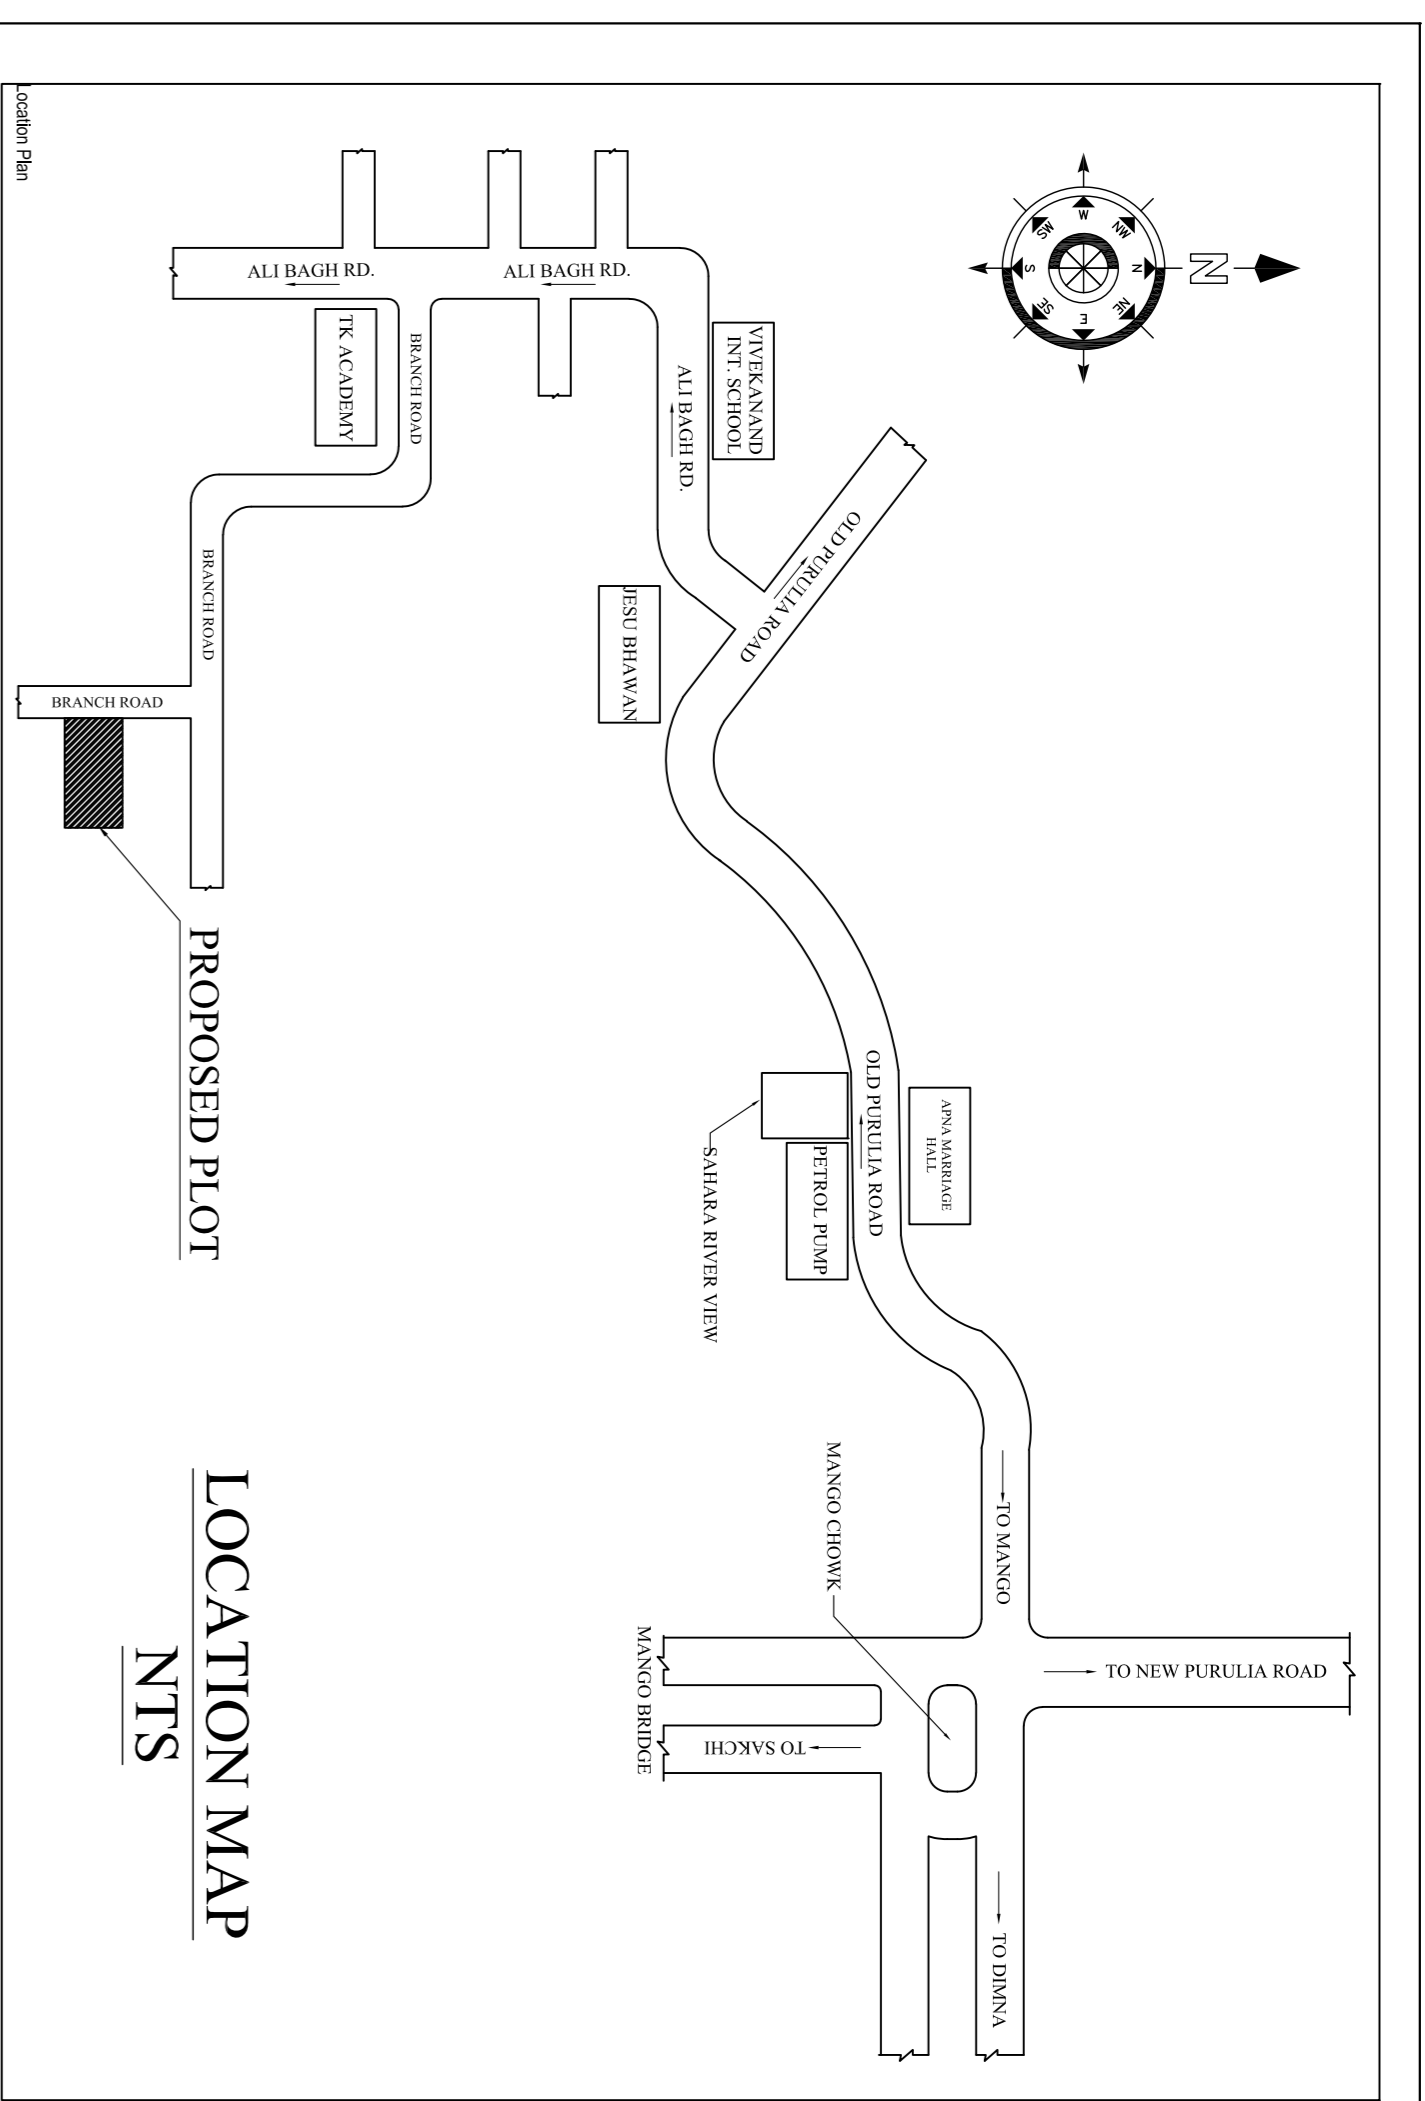 Location Plan
N
N
NE
E
SE
S
SW
W
NW
TO NEW PURULIA ROAD
VIVEKANAND
INT. SCHOOL
ALI BAGH RD.
ALI BAGH RD.
ALI BAGH RD.
TK ACADEMY
BRANCH ROAD
BRANCH ROAD
BRANCH ROAD
OLD PURULIA ROAD
JESU BHAWAN
APNA MARRIAGE
HALL
OLD PURULIA ROAD
PETROL PUMP
SAHARA RIVER VIEW
TO MANGO
MANGO CHOWK
MANGO BRIDGE
TO SAKCHI
TO DIMNA
PROPOSED PLOT
LOCATION MAP
NTS